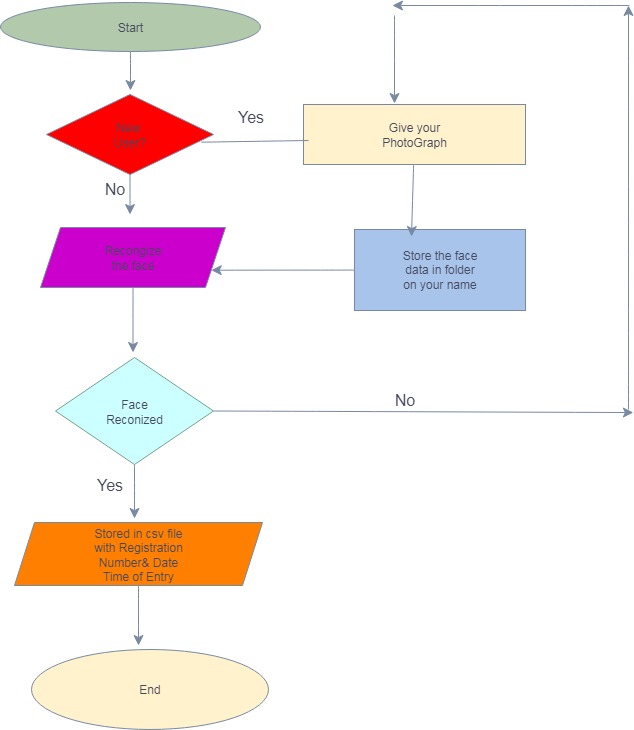 Start
New
User?
Yes
Give your
PhotoGraph
No
Recongize
the face
Store the face
data in folder
on your name
Face
Reconized
No
Yes
Stored in csv file
with Registration
Number& Date
Time of Entry
End